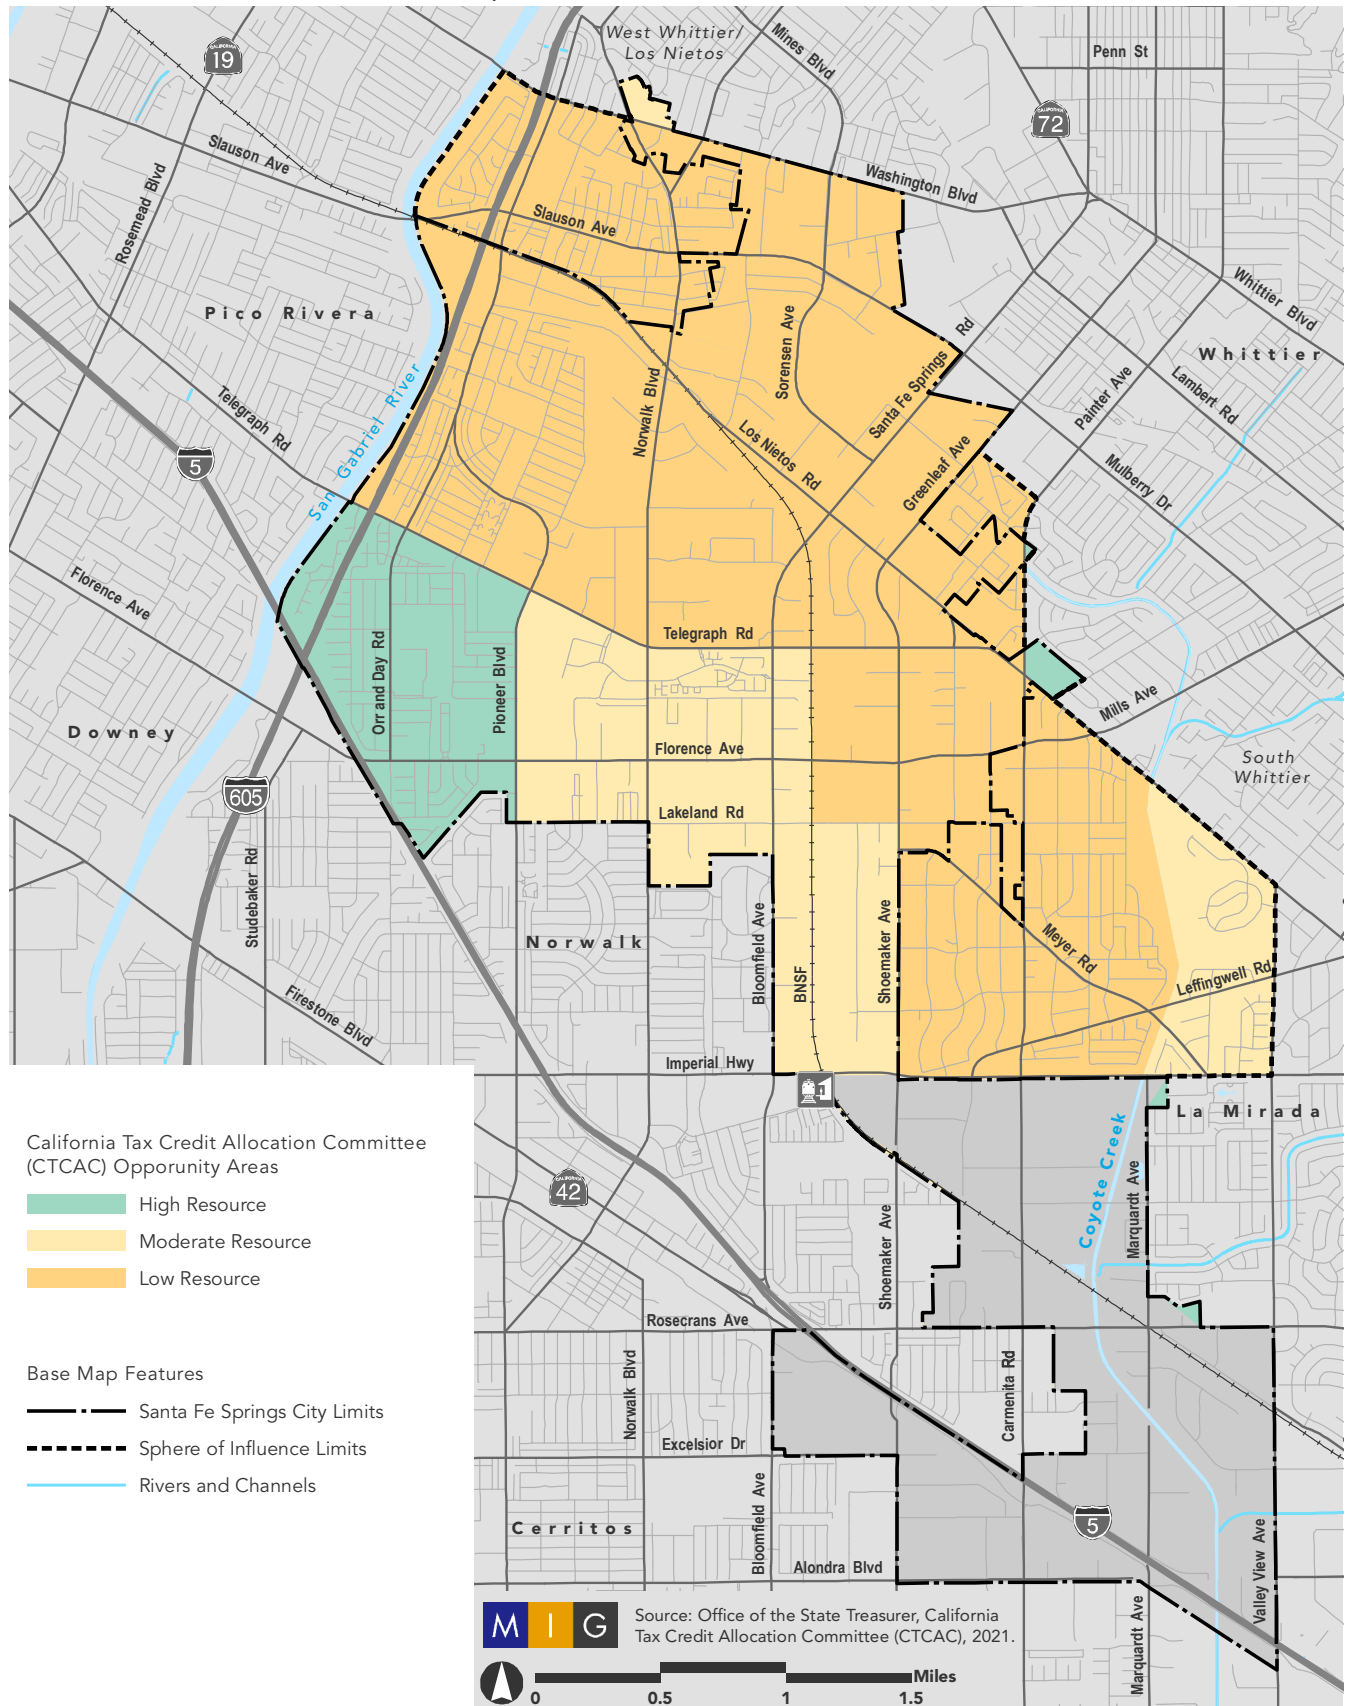 West Whittier/
Los Nietos
Mines Blvd
Penn St
CALIFORNIA
19
CALIFORNIA
72
Slauson Ave
Rosemead Blvd
Washington Blvd
Slauson Ave
Whittier Blvd
Pico Rivera
Sorensen Ave
Santa Fe Springs Rd
Whittier
Painter Ave
Lambert Rd
Telegraph Rd
San Gabriel River
Norwalk Blvd
Los Nietos Rd
Greenleaf Ave
Mulberry Dr
5
Florence Ave
Telegraph Rd
Orr and Day Rd
Pioneer Blvd
Mills Ave
Downey
Florence Ave
South
Whittier
605
Lakeland Rd
Studebaker Rd
Norwalk
Bloomfield Ave
BNSF
Shoemaker Ave
Meyer Rd
Leffingwell Rd
Firestone Blvd
Imperial Hwy
La Mirada
Coyote Creek
Marquardt Ave
CALIFORNIA
42
Shoemaker Ave
Rosecrans Ave
Norwalk Blvd
Carmenita Rd
Excelsior Dr
Bloomfield Ave
Cerritos
5
Alondra Blvd
Valley View Ave
Marquardt Ave
California Tax Credit Allocation Committee
(CTCAC) Opporunity Areas
High Resource
Moderate Resource
Low Resource
Base Map Features
Santa Fe Springs City Limits
Sphere of Influence Limits
Rivers and Channels
M I G
Source: Office of the State Treasurer, California
Tax Credit Allocation Committee (CTCAC), 2021.
Miles
0 0.5 1 1.5